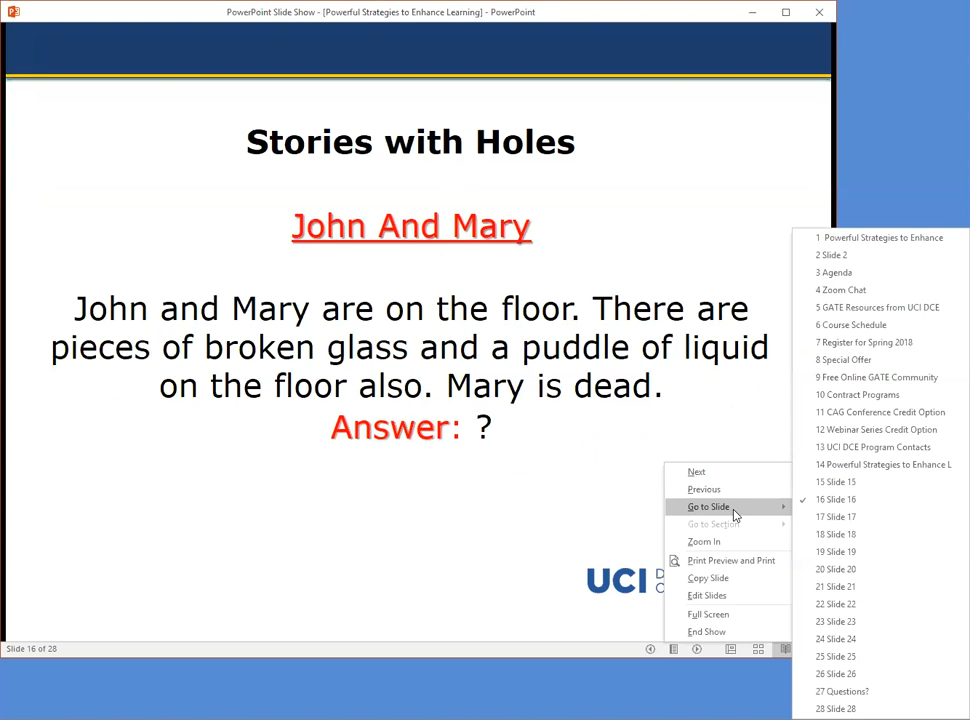 PowerPoint Slide Show - [Powerful Strategies to Enhance Learning] - PowerPoint
Stories with Holes
John And Mary
John and Mary are on the floor. There are
pieces of broken glass and a puddle of liquid
on the floor also. Mary is dead.
Answer: ?
UCI
Next
Previous
Go to Slide
Go to Section
Zoom In
Print Preview and Print
Copy Slide
Edit Slides
Full Screen
End Show
1 Powerful Strategies to Enhance
2 Slide 2
3 Agenda
4 Zoom Chat
5 GATE Resources from UCI DCE
6 Course Schedule
7 Register for Spring 2018
8 Special Offer
9 Free Online GATE Community
10 Contract Programs
11 CAG Conference Credit Option
12 Webinar Series Credit Option
13 UCI DCE Program Contacts
14 Powerful Strategies to Enhance L
15 Slide 15
16 Slide 16
17 Slide 17
18 Slide 18
19 Slide 19
20 Slide 20
21 Slide 21
22 Slide 22
23 Slide 23
24 Slide 24
25 Slide 25
26 Slide 26
27 Questions?
28 Slide 28
Slide 16 of 28